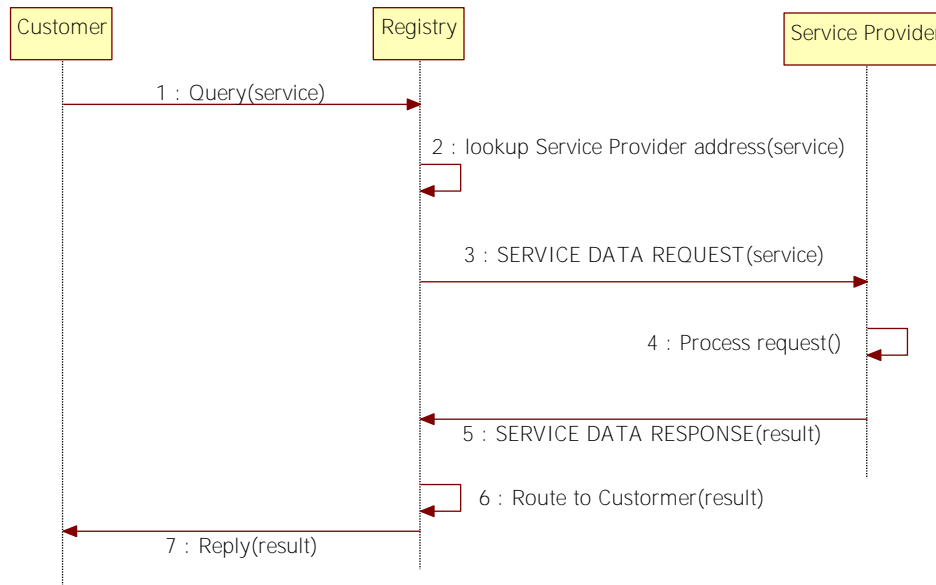 Customer
Registry
Service Provider
1 : Query(service)
2 : lookup Service Provider address(service)
3 : SERVICE DATA REQUEST(service)
4 : Process request()
5 : SERVICE DATA RESPONSE(result)
6 : Route to Custormer(result)
7 : Reply(result)